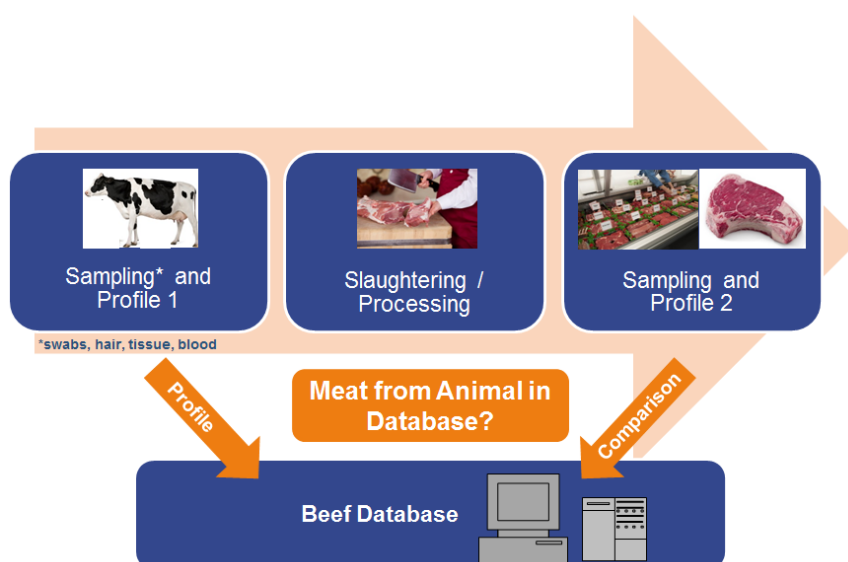 Sampling* and
Profile 1
Slaughtering /
Processing
Sampling and
Profile 2
*swabs, hair, tissue, blood
Profile
Meat from Animal in
Database?
Comparison
Beef Database